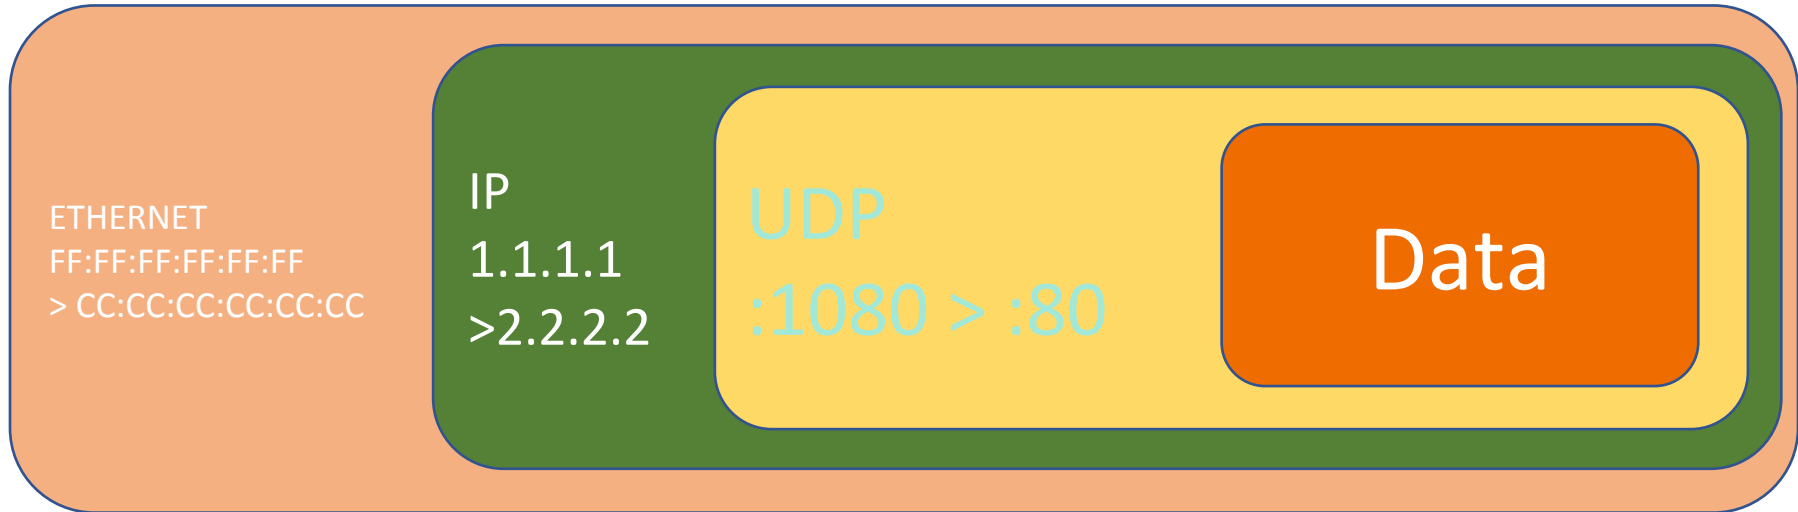 ETHERNET
FF:FF:FF:FF:FF:FF
> CC:CC:CC:CC:CC:CC
IP
1.1.1.1
>2.2.2.2
UDP
:1080 > :80
Data